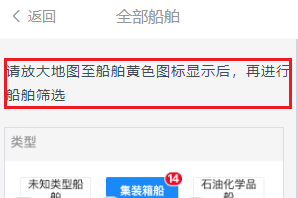 返回
全部船舶
请放大地图至船舶黄色图标显示后，再进行
船舶筛选
类型
未知类型船
舶
集装箱船
14
石油化学品
船